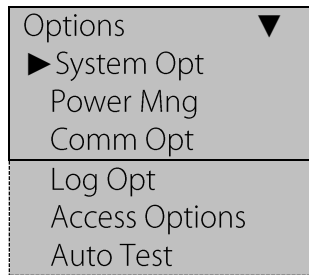 Options ▼
▶System Opt
Power Mng
Comm Opt
Log Opt
Access Options
Auto Test